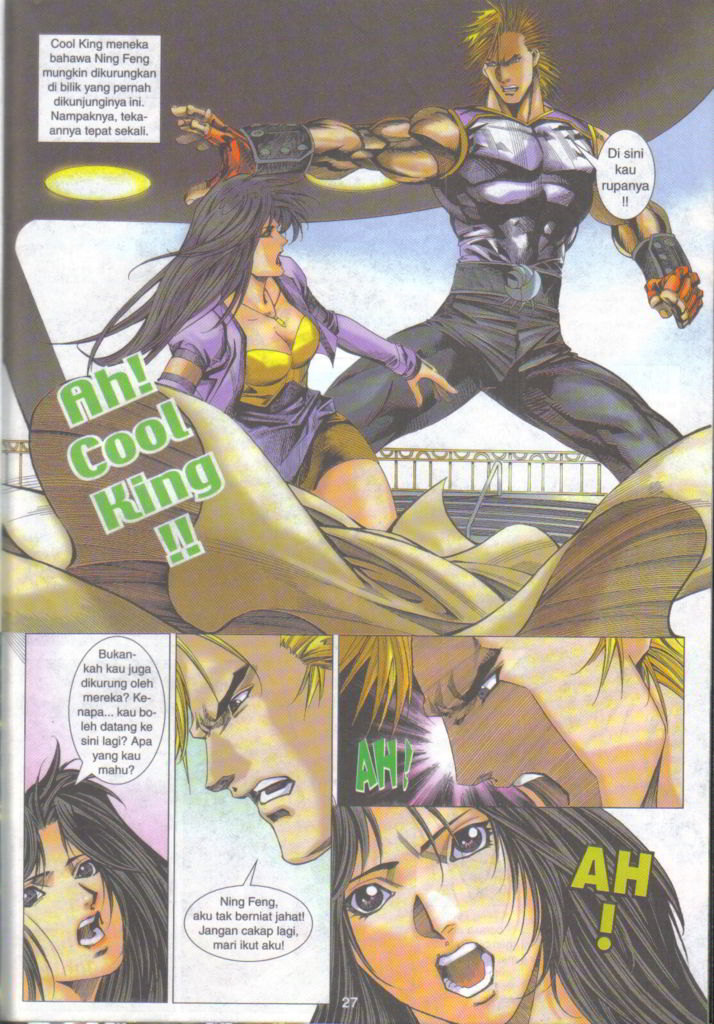 Cool King meneka
bahawa Ning Feng
mungkin dikurungkan
di bilik yang pernah
dikunjunginya ini.
Nampaknya, teka-
annya tepat sekali.
Di sini
kau
rupanya
!!
Ah!
Cool
King
!!
Bukan-
kah kau juga
dikurung oleh
mereka? Ke-
napa... kau bo-
leh datang ke
sini lagi? Apa
yang kau
mahu?
Ning Feng,
aku tak berniat jahat!
Jangan cakap lagi,
mari ikut aku!
AH!
AH
!
27